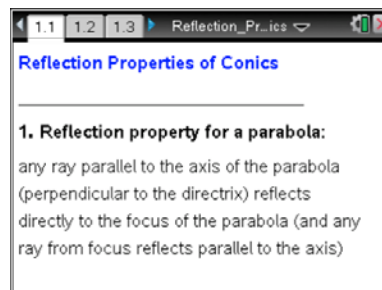 1.1 1.2 1.3 Reflection_Pr...ics
Reflection Properties of Conics
1. Reflection property for a parabola:
any ray parallel to the axis of the parabola
(perpendicular to the directrix) reflects
directly to the focus of the parabola (and any
ray from focus reflects parallel to the axis)